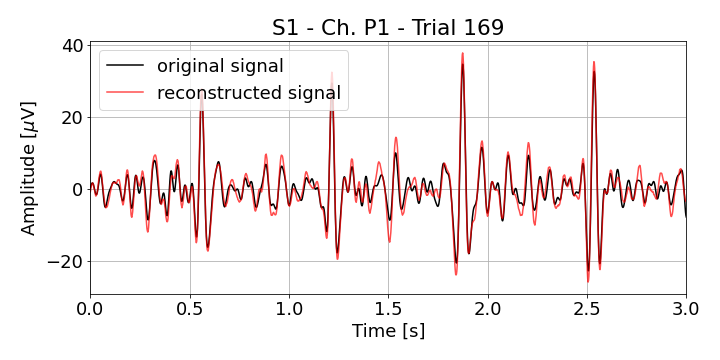 S1 - Ch. P1 - Trial 169
original signal
reconstructed signal
Amplitude [μV]
40
20
0
−20
0.0 0.5 1.0 1.5 2.0 2.5 3.0
Time [s]